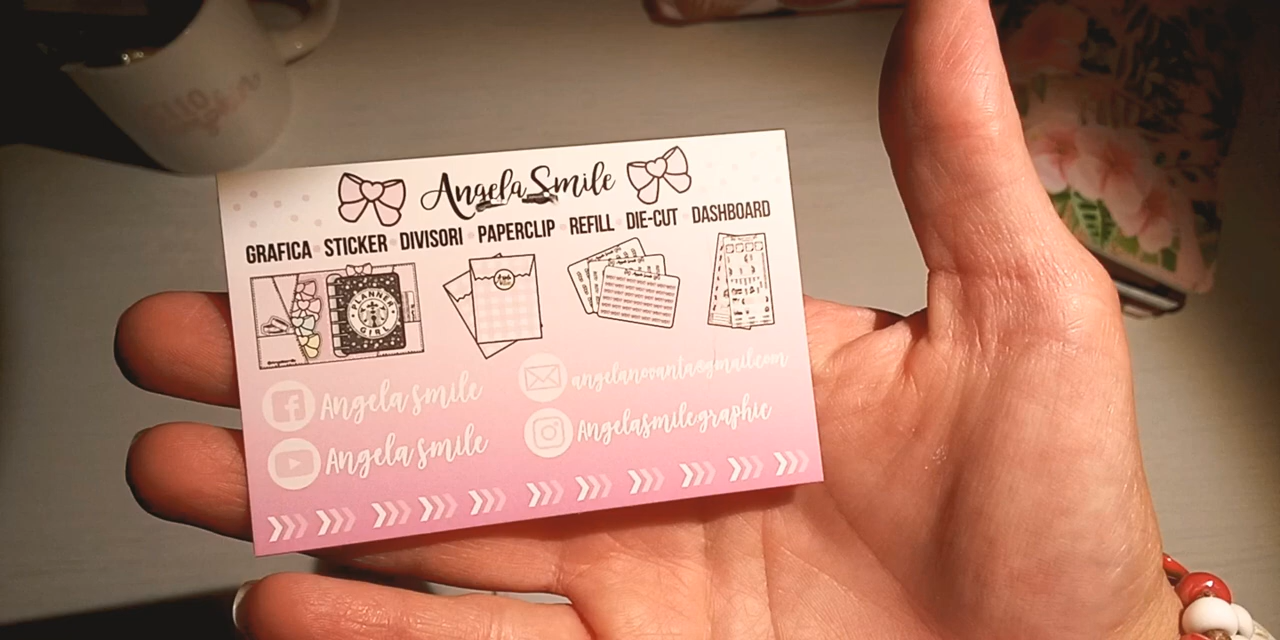 Angela Smile
GRAFICA STICKER DIVISORI PAPERCLIP REFILL DIE-CUT DASHBOARD
PLANNER
GIRL
Angela smile
angelanovanta@gmail.com
Angela smile
Angelasmilegraphic